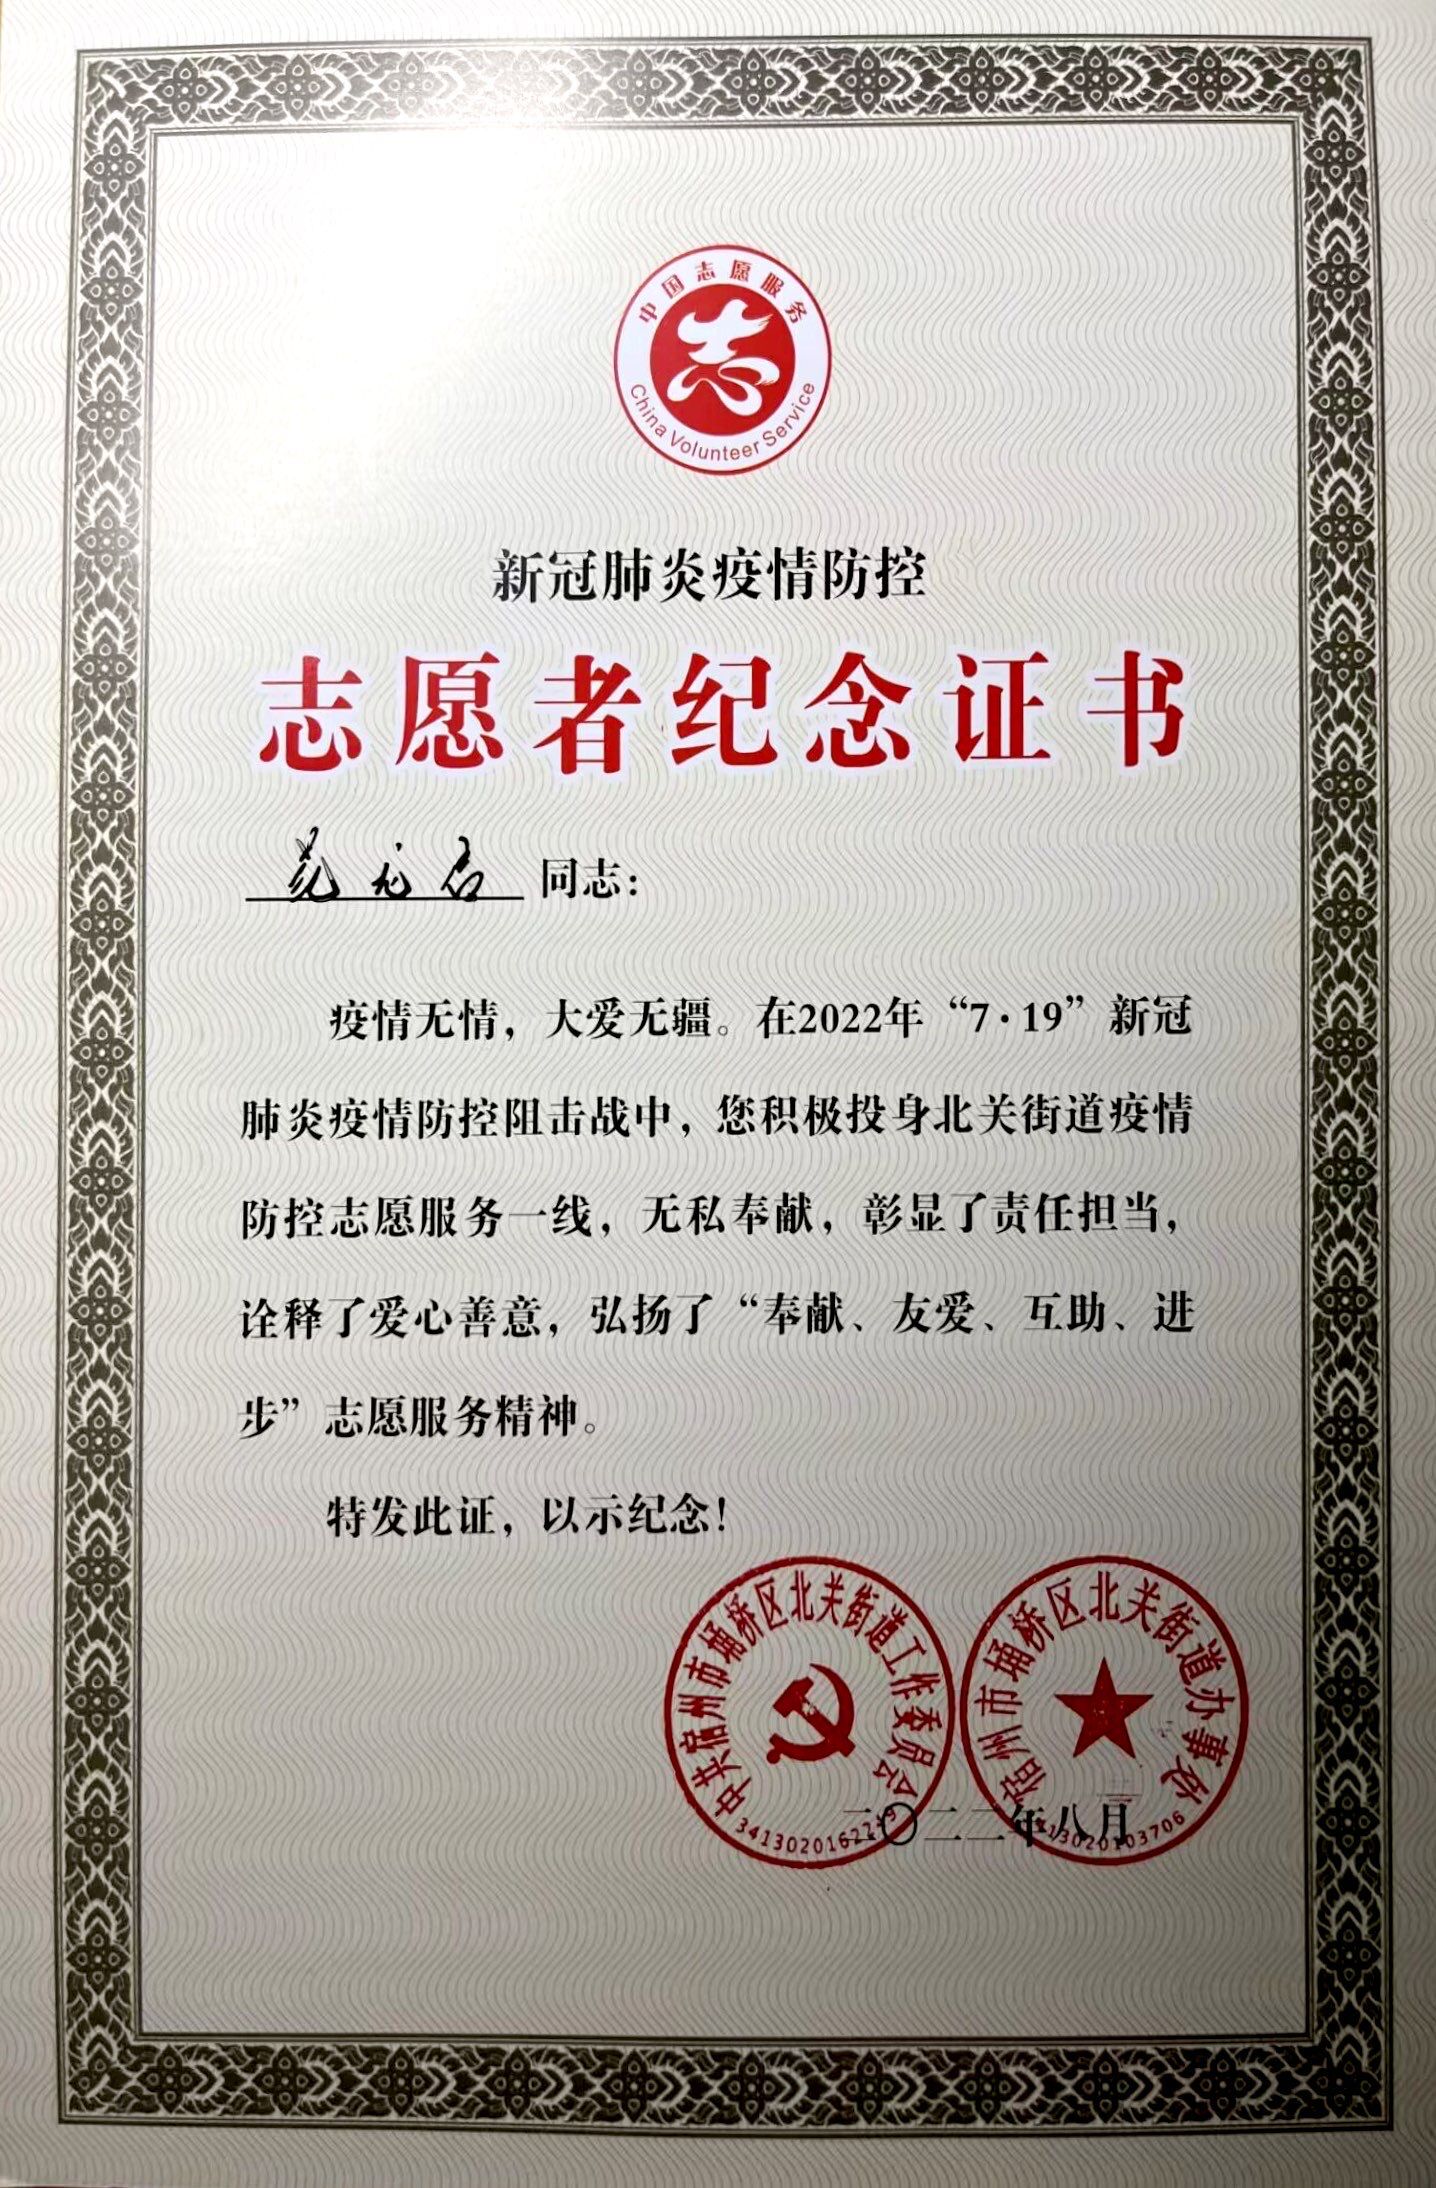 中国志愿服务
志
China Volunteer Service
新冠肺炎疫情防控
志愿者纪念证书
同志：
疫情无情，大爱无疆。在2022年“7·19”新冠
肺炎疫情防控阻击战中，您积极投身北关街道疫情
防控志愿服务一线，无私奉献，彰显了责任担当，
诠释了爱心善意，弘扬了“奉献、友爱、互助、进
步”志愿服务精神。
特发此证，以示纪念！
中共宿州市埇桥区北关街道工作委员会
宿州市埇桥区北关街道办事处
二〇二二年八月